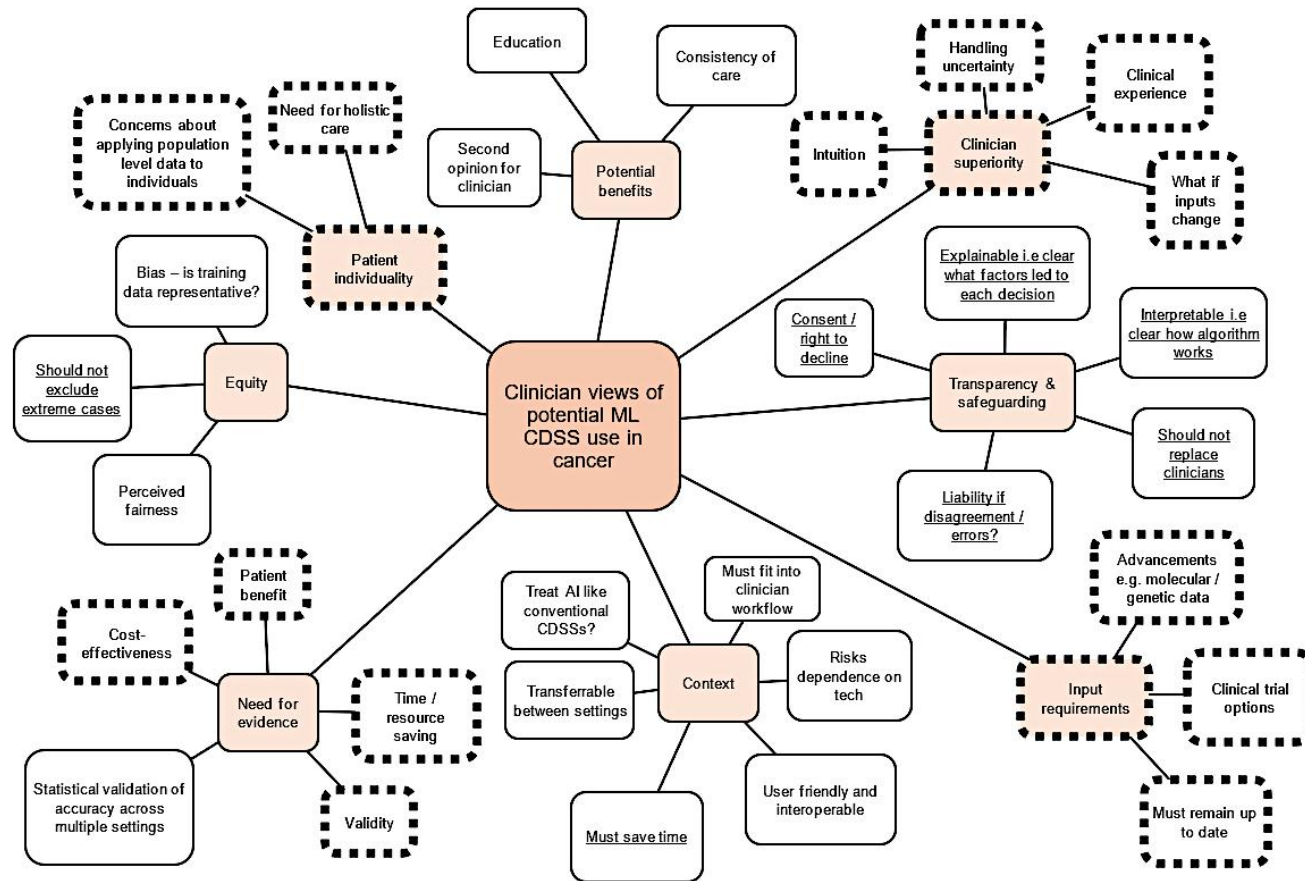 Education
Consistency of
care
Second
opinion for
clinician
Potential
benefits
Handling
uncertainty
Clinical
experience
Intuition
Clinician
superiority
What if
inputs
change
Concerns about
applying population
level data to
individuals
Need for holistic
care
Patient
individuality
Bias – is training
data representative?
Should not
exclude
extreme cases
Equity
Perceived
fairness
Clinician views of
potential ML
CDSS use in
cancer
Explainable i.e clear
what factors led to
each decision
Consent /
right to
decline
Interpretable i.e
clear how algorithm
works
Transparency &
safeguarding
Should not
replace
clinicians
Liability if
disagreement /
errors?
Patient
benefit
Cost-
effectiveness
Need for
evidence
Time /
resource
saving
Statistical validation of
accuracy across
multiple settings
Validity
Treat AI like
conventional
CDSSs?
Must fit into
clinician
workflow
Transferrable
between settings
Context
Risks
dependence on
tech
Must save time
User friendly and
interoperable
Advancements
e.g. molecular /
genetic data
Input
requirements
Clinical trial
options
Must remain up
to date